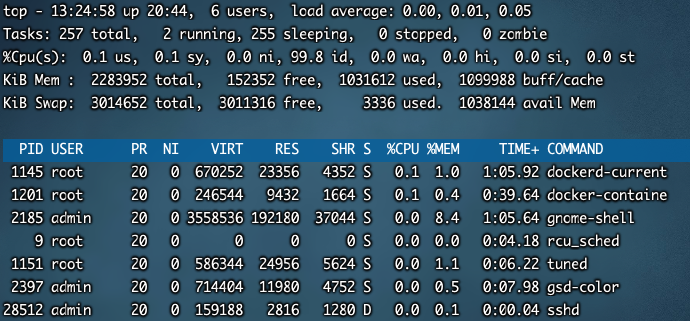 top - 13:24:58 up 20:44,  6 users,  load average: 0.00, 0.01, 0.05
Tasks: 257 total,   2 running, 255 sleeping,   0 stopped,   0 zombie
%Cpu(s):  0.1 us,  0.1 sy,  0.0 ni, 99.8 id,  0.0 wa,  0.0 hi,  0.0 si,  0.0 st
KiB Mem :  2283952 total,   152352 free,  1031612 used,  1099988 buff/cache
KiB Swap:  3014652 total,  3011316 free,     3336 used.  1038144 avail Mem
PID USER      PR  NI    VIRT    RES    SHR S  %CPU %MEM     TIME+ COMMAND
1145 root      20   0  670252  23356   4352 S   0.1  1.0   1:05.92 dockerd-current
1201 root      20   0  246544   9432   1664 S   0.1  0.4   0:39.64 docker-containe
2185 admin     20   0 3558536 192180  37044 S   0.0  8.4   1:05.64 gnome-shell
9 root      20   0       0      0      0 S   0.0  0.0   0:04.18 rcu_sched
1151 root      20   0  586344  24956   5624 S   0.0  1.1   0:06.22 tuned
2397 admin     20   0  714404  11980   4752 S   0.0  0.5   0:07.98 gsd-color
28512 admin     20   0  159188   2816   1280 D   0.0  0.1   0:00.04 sshd